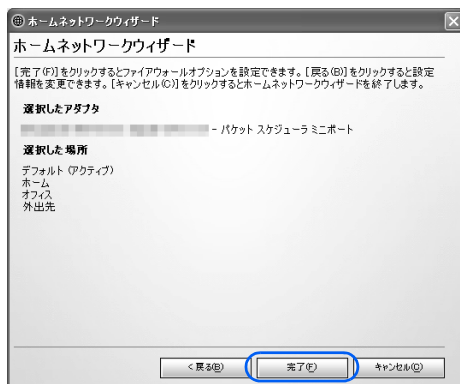 ホームネットワークウィザード
ホームネットワークウィザード
[完了(F)]をクリックするとファイアウォールオプションを設定できます。[戻る(B)]をクリックすると設定
情報を変更できます。[キャンセル(C)]をクリックするとホームネットワークウィザードを終了します。
選択したアダプタ
- パケット スケジューラ ミニポート
選択した場所
デフォルト (アクティブ)
ホーム
オフィス
外出先
< 戻る(B) 完了(F) キャンセル(C)